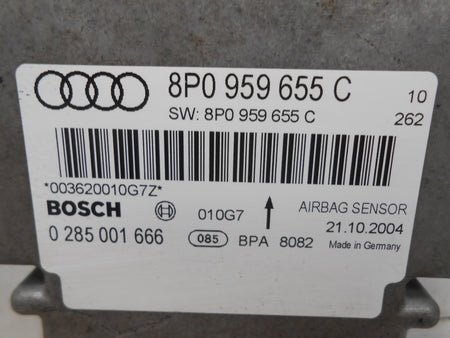 8P0 959 655 C 10
SW: 8P0 959 655 C 262
*003620010G7Z*
BOSCH 010G7 AIRBAG SENSOR
0 285 001 666 085 BPA 8082 21.10.2004
Made in Germany